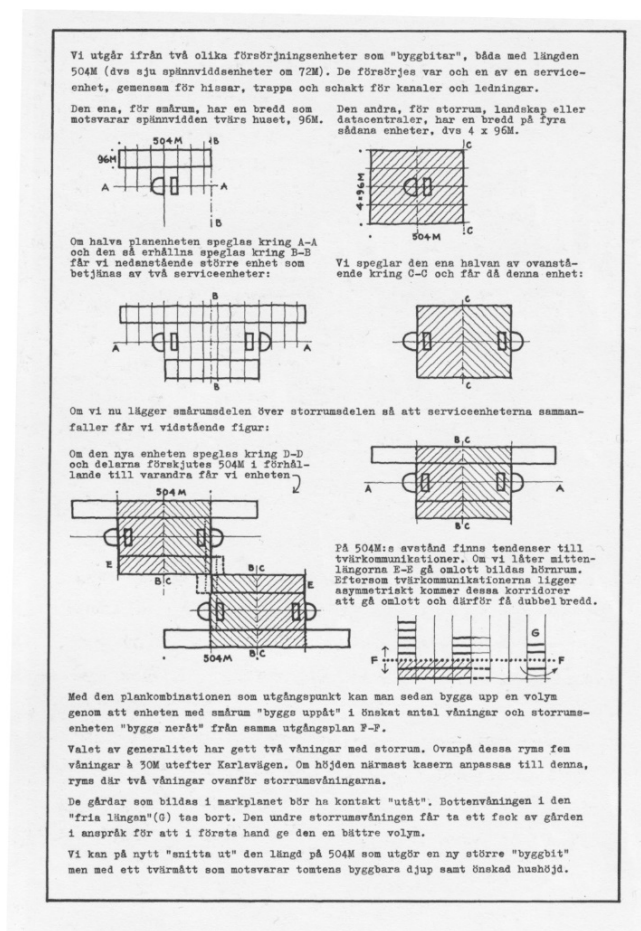 Vi utgår ifrån två olika försörjningsenheter som "byggbitar", båda med längden
504M (dvs sju spännviddsenheter om 72M). De försörjes var och en av en service-
enhet, gemensam för hissar, trappa och schakt för kanaler och ledningar.
Den ena, för smårum, har en bredd som
motsvarar spännvidden tvärs huset, 96M.
Den andra, för storrum, landskap eller
datacentraler, har en bredd på fyra
sådana enheter, dvs 4 x 96M.
504M
B
96M
A
A
B
C
4×96M
504M
C
Om halva planenheten speglas kring A-A
och den så erhållna speglas kring B-B
får vi nedanstående större enhet som
betjänas av två serviceenheter:
Vi speglar den ena halvan av ovanstå-
ende kring C-C och får då denna enhet:
B
A
A
B
C
C
Om vi nu lägger smårumsdelen över storrumsdelen så att serviceenheterna samman-
faller får vi vidstående figur:
Om den nya enheten speglas kring D-D
och delarna förskjutes 504M i förhål-
lande till varandra får vi enheten
504M
E
B C
B C
E
504M
B C
B C
A
A
B C
På 504M:s avstånd finns tendenser till
tvärkommunikationer. Om vi låter mitten-
längorna E-E gå omlott bildas hörnrum.
Eftersom tvärkommunikationerna ligger
asymmetriskt kommer dessa korridorer
att gå omlott och därför få dubbel bredd.
G
F
F
Med den plankombinationen som utgångspunkt kan man sedan bygga upp en volym
genom att enheten med smårum "byggs uppåt" i önskat antal våningar och storrums-
enheten "byggs neråt" från samma utgångsplan F-F.
Valet av generalitet har gett två våningar med storrum. Ovanpå dessa ryms fem
våningar à 30M utefter Karlavägen. Om höjden närmast kasern anpassas till denna,
ryms där två våningar ovanför storrumsvåningarna.
De gårdar som bildas i markplanet bör ha kontakt "utåt". Bottenvåningen i den
"fria längan"(G) tas bort. Den undre storrumsvåningen får ta ett fack av gården
i anspråk för att i första hand ge den en bättre volym.
Vi kan på nytt "snitta ut" den längd på 504M som utgör en ny större "byggbit"
men med ett tvärmått som motsvarar tomtens byggbara djup samt önskad hushöjd.